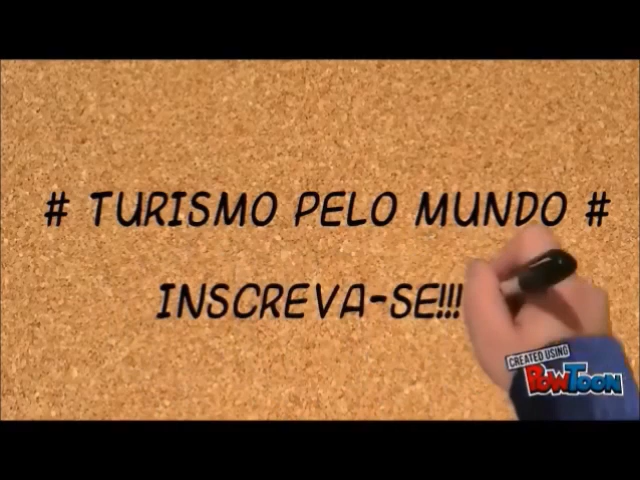 # TURISMO PELO MUNDO #
INSCREVA-SE!!!
CREATED USING
POWTOON